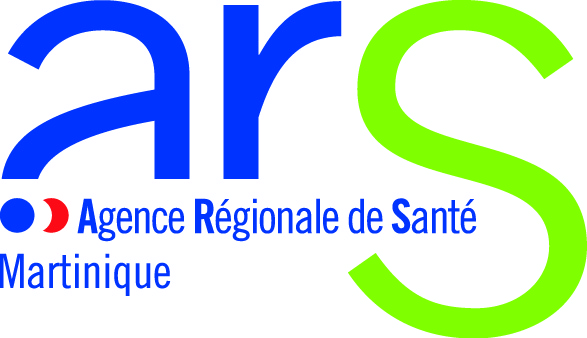 ars
Agence Régionale de Santé
Martinique